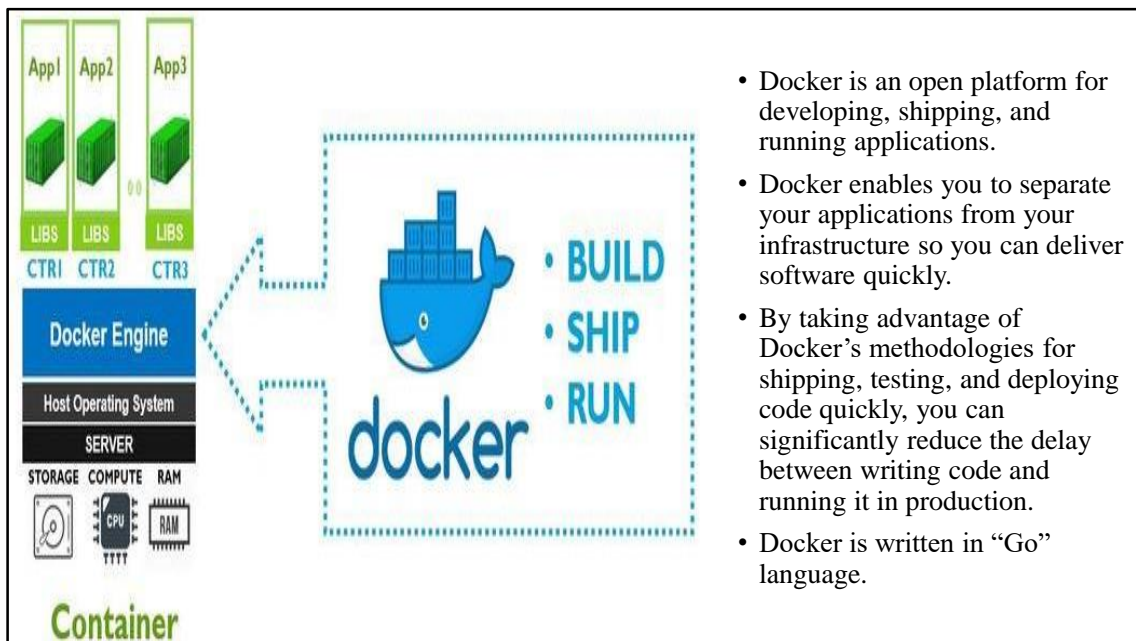 App1 App2 App3
LIBS LIBS LIBS
CTR1 CTR2 CTR3
Docker Engine
Host Operating System
SERVER
STORAGE COMPUTE RAM
CPU RAM
Container
docker
• BUILD
• SHIP
• RUN
• Docker is an open platform for
developing, shipping, and
running applications.
• Docker enables you to separate
your applications from your
infrastructure so you can deliver
software quickly.
• By taking advantage of
Docker’s methodologies for
shipping, testing, and deploying
code quickly, you can
significantly reduce the delay
between writing code and
running it in production.
• Docker is written in “Go”
language.